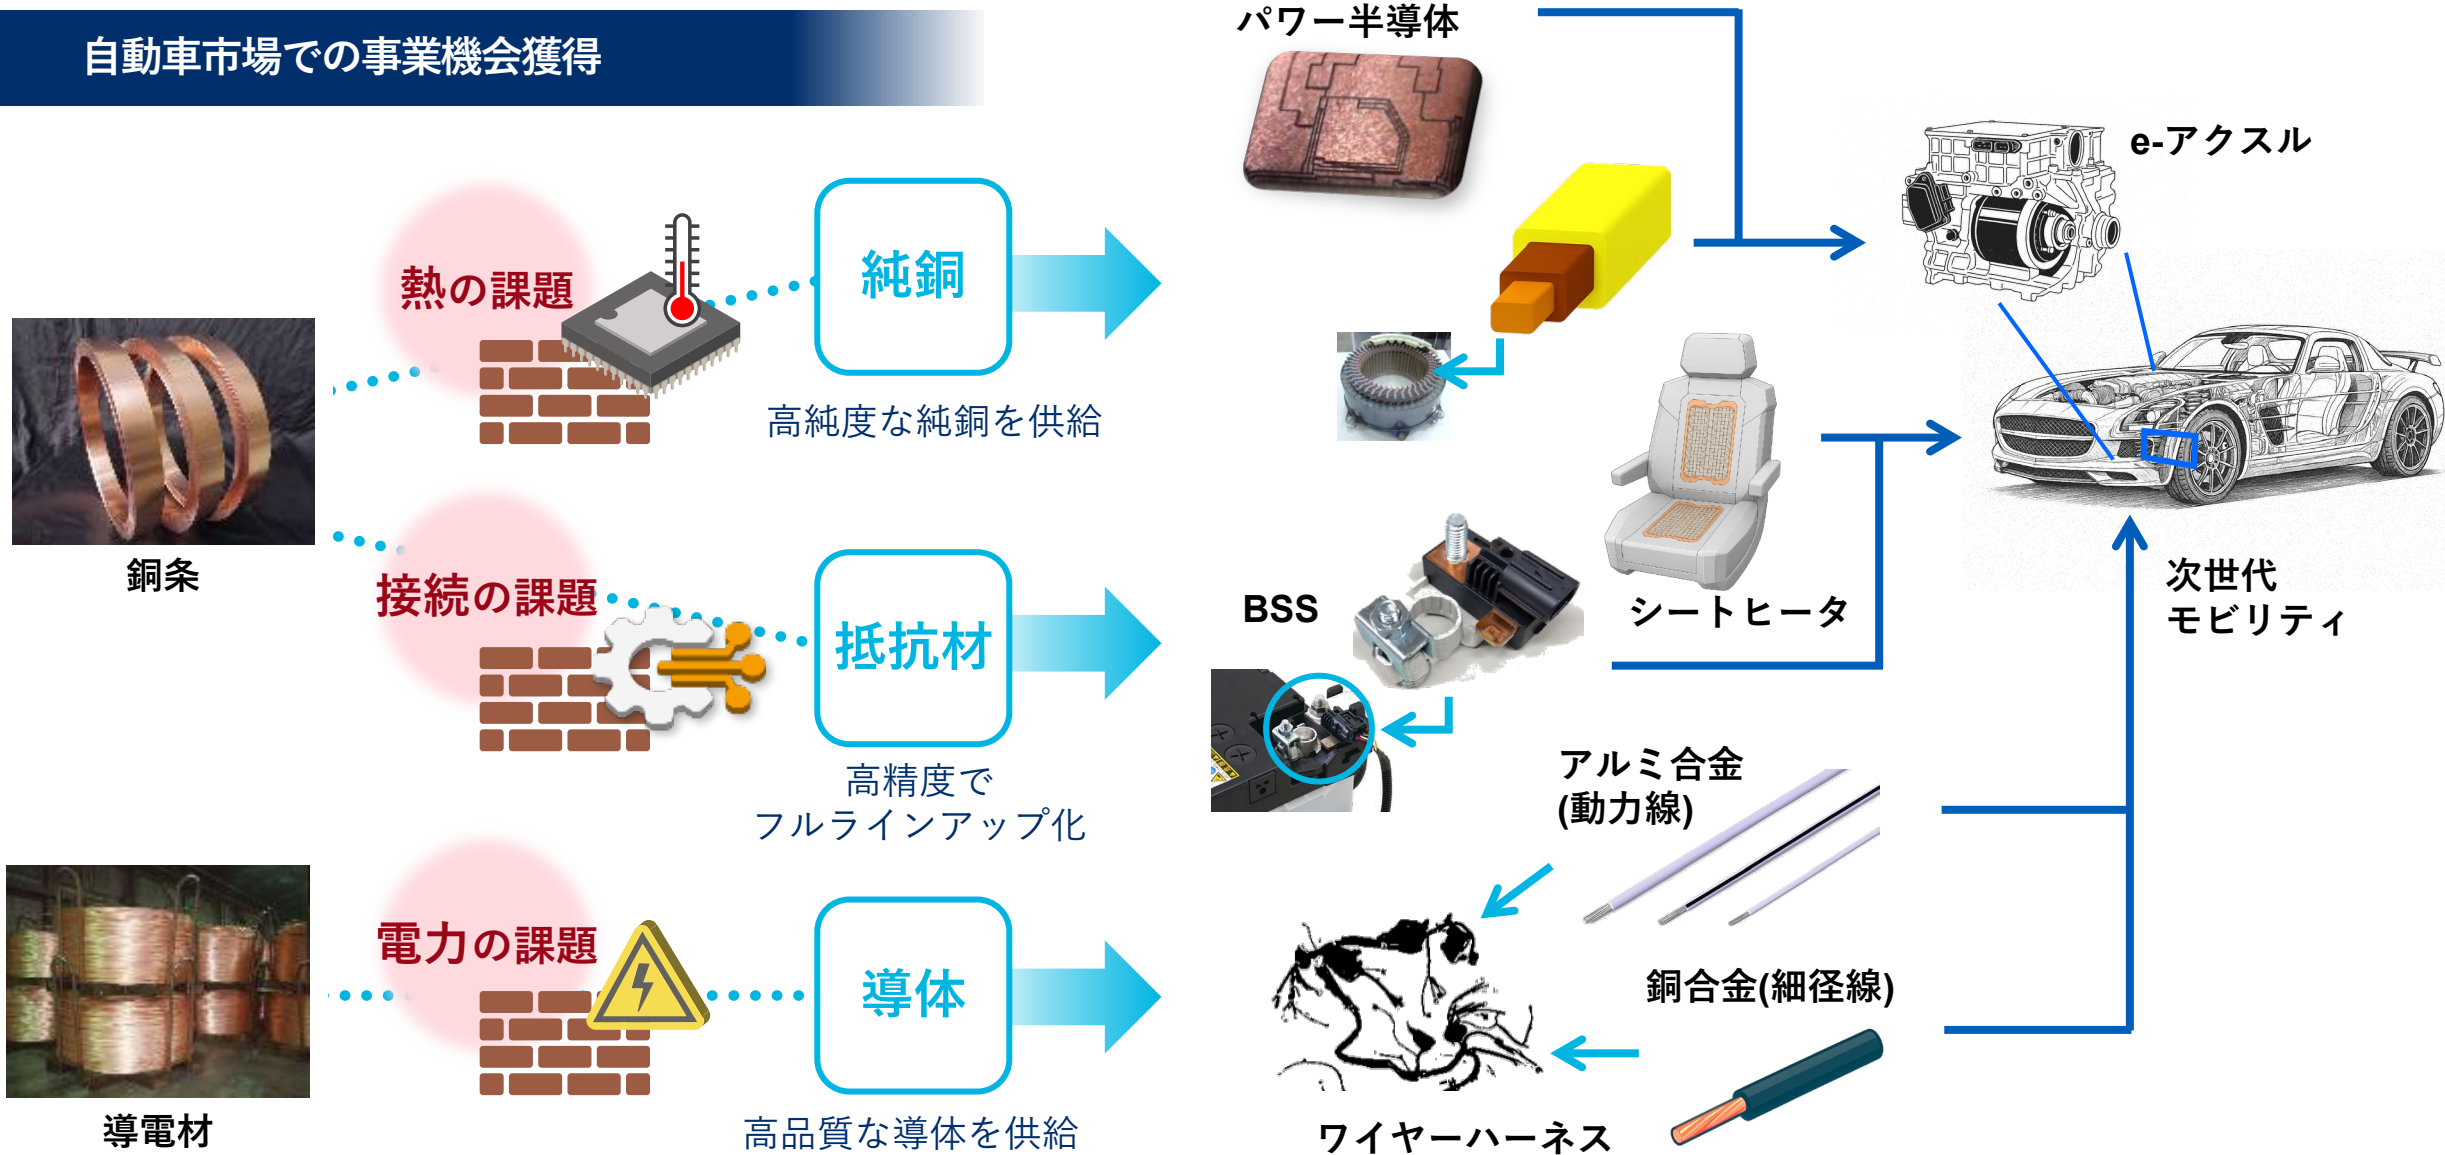 自動車市場での事業機会獲得
パワー半導体
e-アクスル
熱の課題
純銅
高純度な純銅を供給
銅条
接続の課題
抵抗材
高精度で
フルラインアップ化
BSS
シートヒータ
次世代
モビリティ
アルミ合金
(動力線)
電力の課題
導体
高品質な導体を供給
導電材
銅合金(細径線)
ワイヤーハーネス